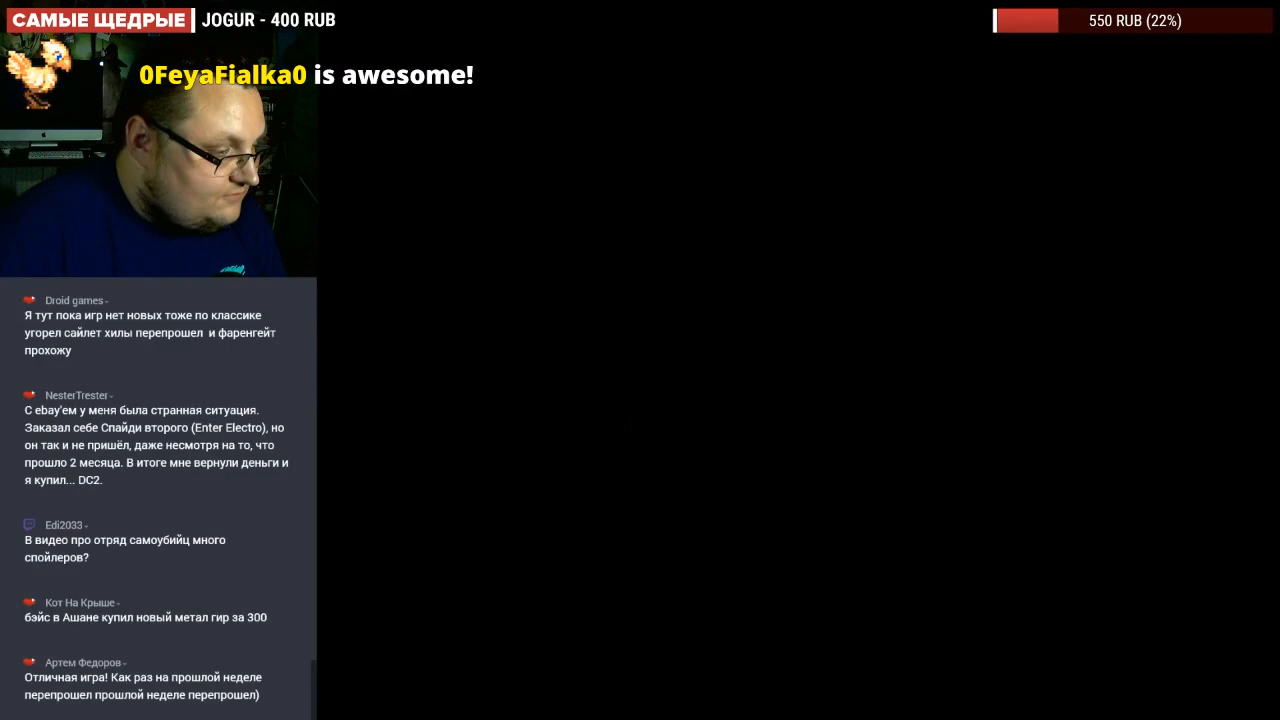 САМЫЕ ЩЕДРЫЕ JOGUR - 400 RUB
550 RUB (22%)
0FeyaFialka0 is awesome!
Droid games
Я тут пока игр нет новых тоже по классике
угорел сайлет хилы перепрошел и фаренгейт
прохожу
NesterTrester
С ebay'ем у меня была странная ситуация.
Заказал себе Спайди второго (Enter Electro), но
он так и не пришёл, даже несмотря на то, что
прошло 2 месяца. В итоге мне вернули деньги и
я купил... DC2.
Edi2033
В видео про отряд самоубийц много
спойлеров?
Кот На Крыше
бэйс в Ашане купил новый метал гир за 300
Артем Федоров
Отличная игра! Как раз на прошлой неделе
перепрошел прошлой неделе перепрошел)